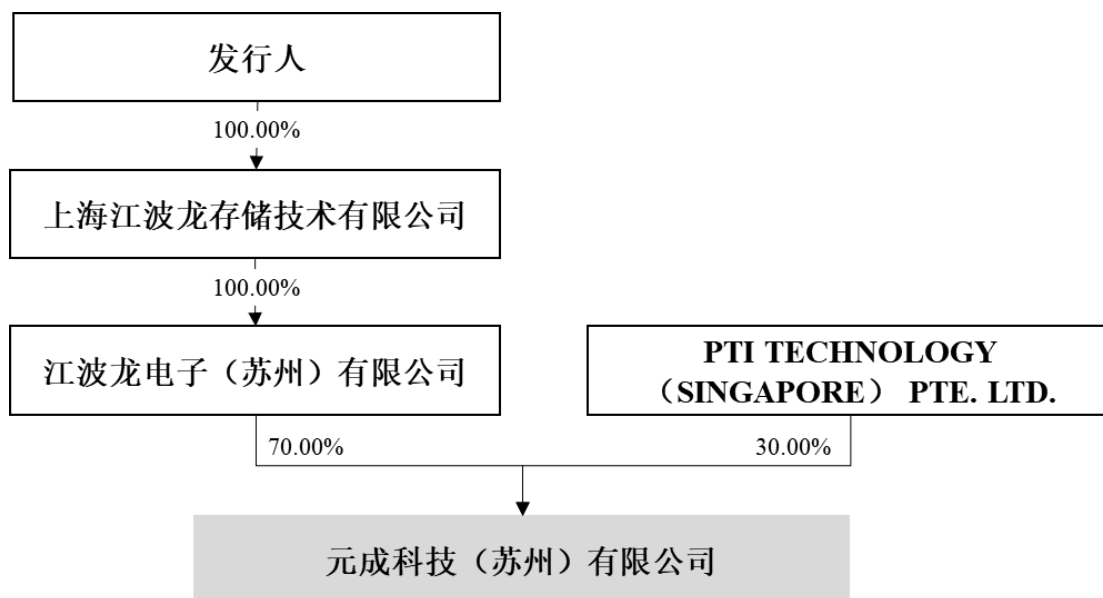 发行人
100.00%
上海江波龙存储技术有限公司
100.00%
江波龙电子（苏州）有限公司
PTI TECHNOLOGY
（SINGAPORE） PTE. LTD.
70.00%
30.00%
元成科技（苏州）有限公司